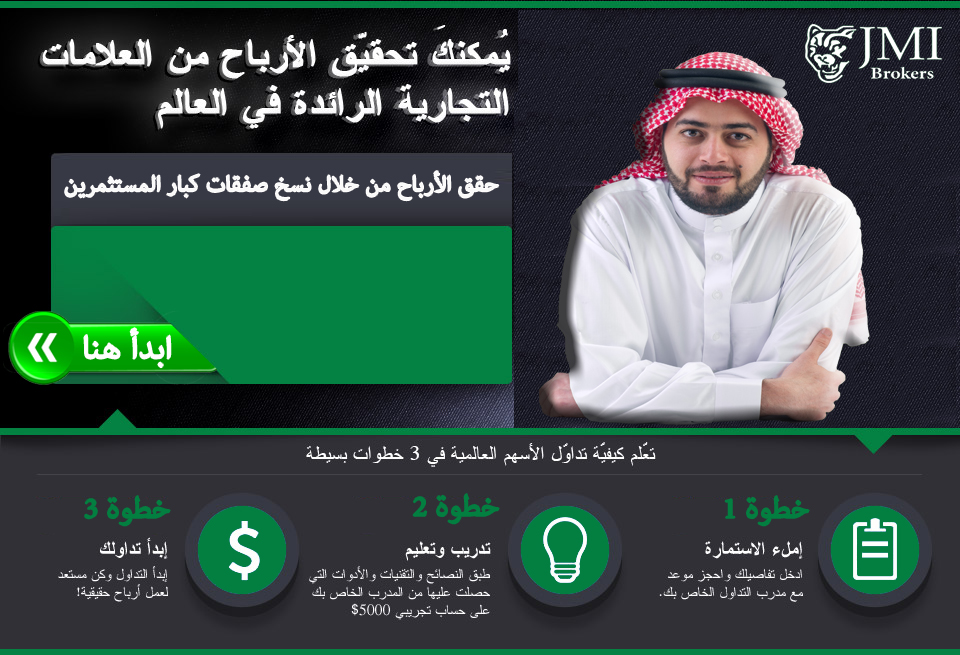 JMI
Brokers
يُمكنكَ تحقيّق الأرباح من العلامات
التجارية الرائدة في العالم
حقق الأرباح من خلال نسخ صفقات كبار المستثمرين
ابدأ هنا
تعّلم كيفيّة تداوّل الأسهم العالمية في 3 خطوات بسيطة
خطوة 1
إملء الاستمارة
ادخل تفاصيلك واحجز موعد
مع مدرب التداول الخاص بك.
خطوة 2
تدريب وتعليم
طبق النصائح والتقنيات والأدوات التي
حصلت عليها من المدرب الخاص بك
على حساب تجريبي 5000$
خطوة 3
إبدأ تداولك
إبدأ التداول وكن مستعد
لعمل أرباح حقيقية!